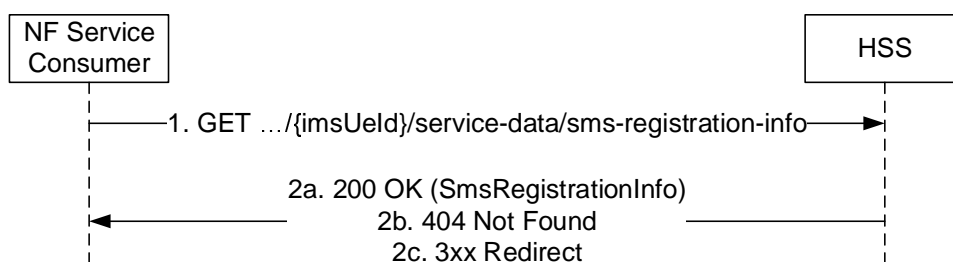 NF Service
Consumer
HSS
1. GET …/{imsUeId}/service-data/sms-registration-info
2a. 200 OK (SmsRegistrationInfo)
2b. 404 Not Found
2c. 3xx Redirect